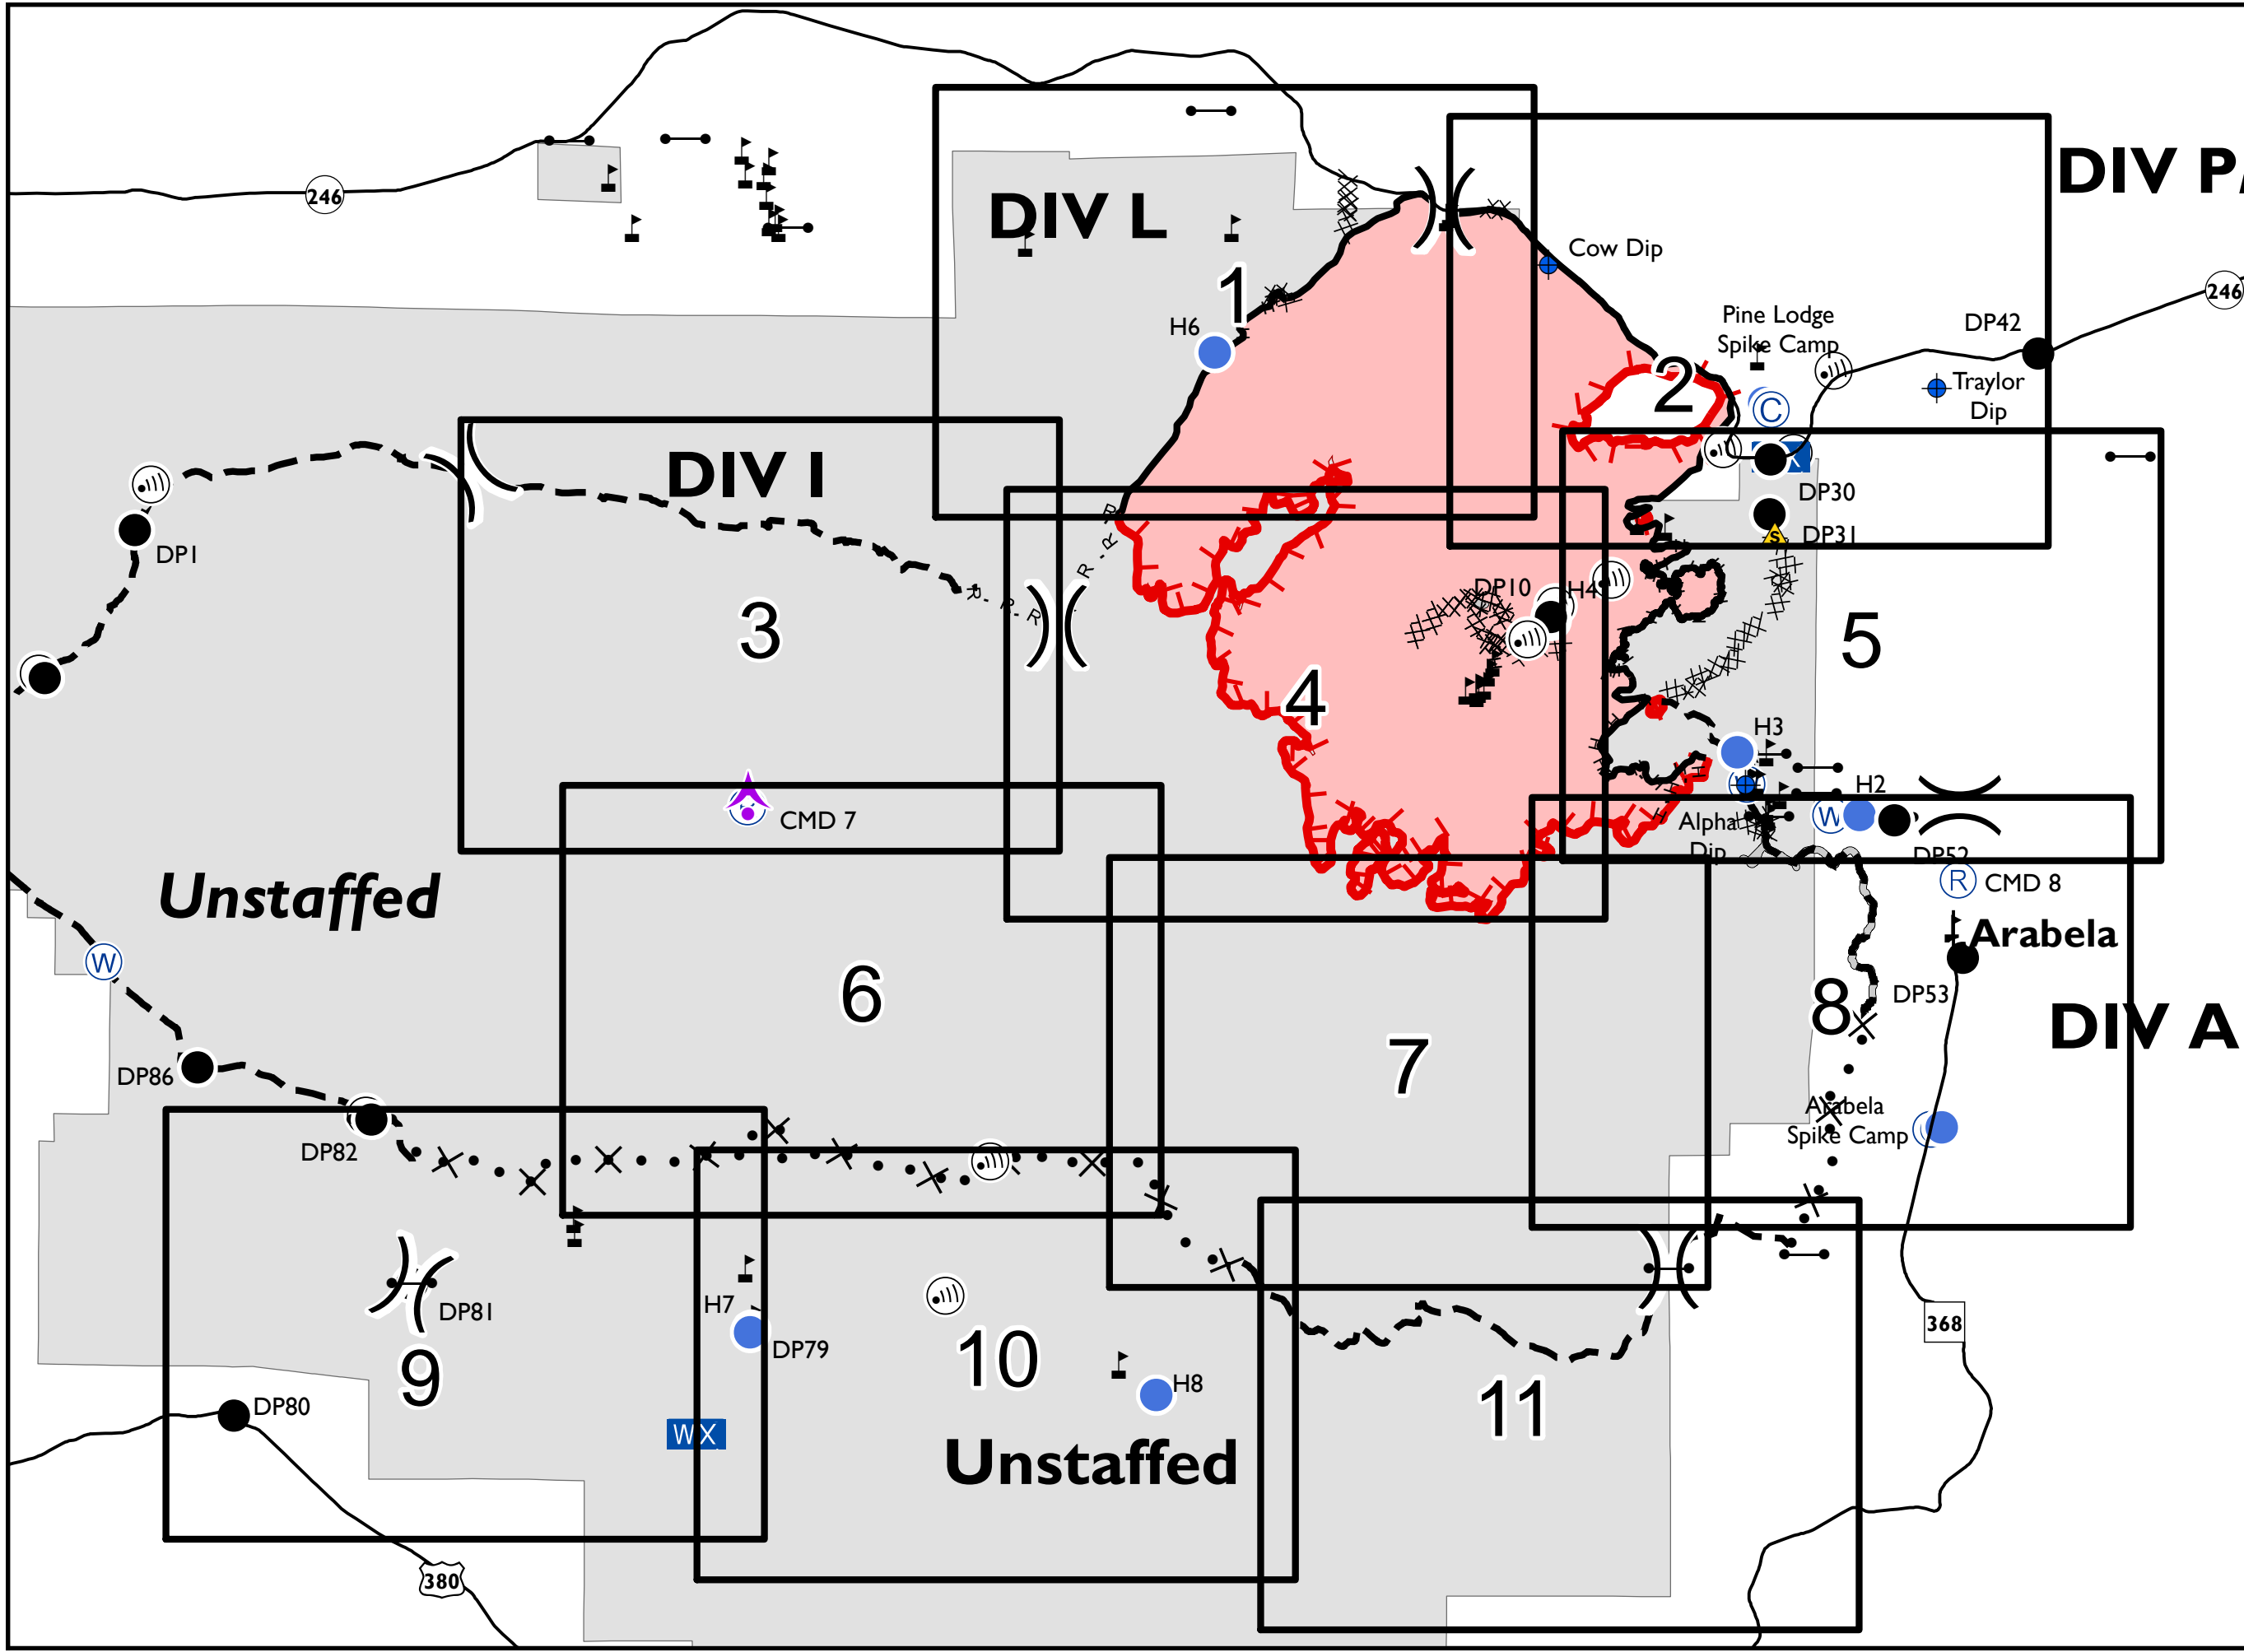 DIV P
246
DIV L
Cow Dip
246
1
Pine Lodge
Spike Camp
DP42
H6
2
Traylor
Dip
C
DIV I
X
DP30
R
S
DP31
DP1
R
R
DP10
H4
R
R
R
3
5
4
H3
H2
CMD 7
W
Alpha
Dip
DP52
R
CMD 8
Unstaffed
Arabela
W
6
DP53
8
DIV A
7
DP86
Arabela
Spike Camp
DP82
H7
DP81
368
DP79
10
9
H8
11
DP80
WX
Unstaffed
380